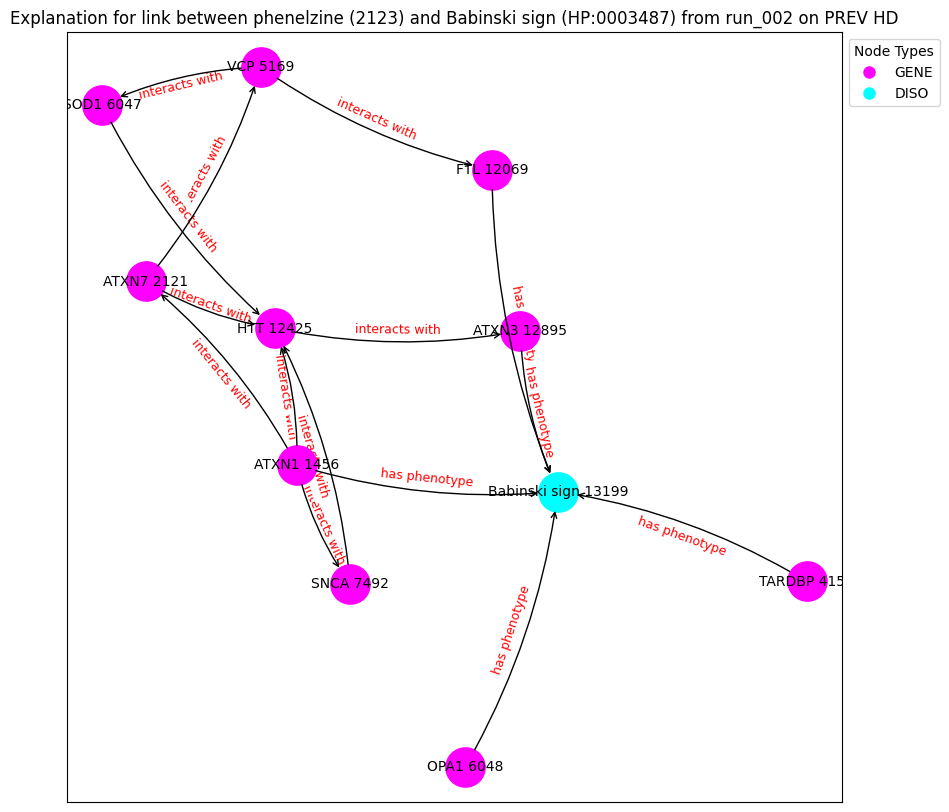 Explanation for link between phenelzine (2123) and Babinski sign (HP:0003487) from run_002 on PREV HD
Node Types
GENE
DISO
VCP 5169
interacts with
SOD1 6047
interacts with
FTL 12069
interacts with
ATXN7 2121
interacts with
HTT 12425
interacts with
ATXN3 12895
has
interacts with
ty has phenotype
interacts with
ATXN1 1456
interacts with
has phenotype
Babinski sign 13199
interacts with
has phenotype
SNCA 7492
TARDBP 415
has phenotype
OPA1 6048